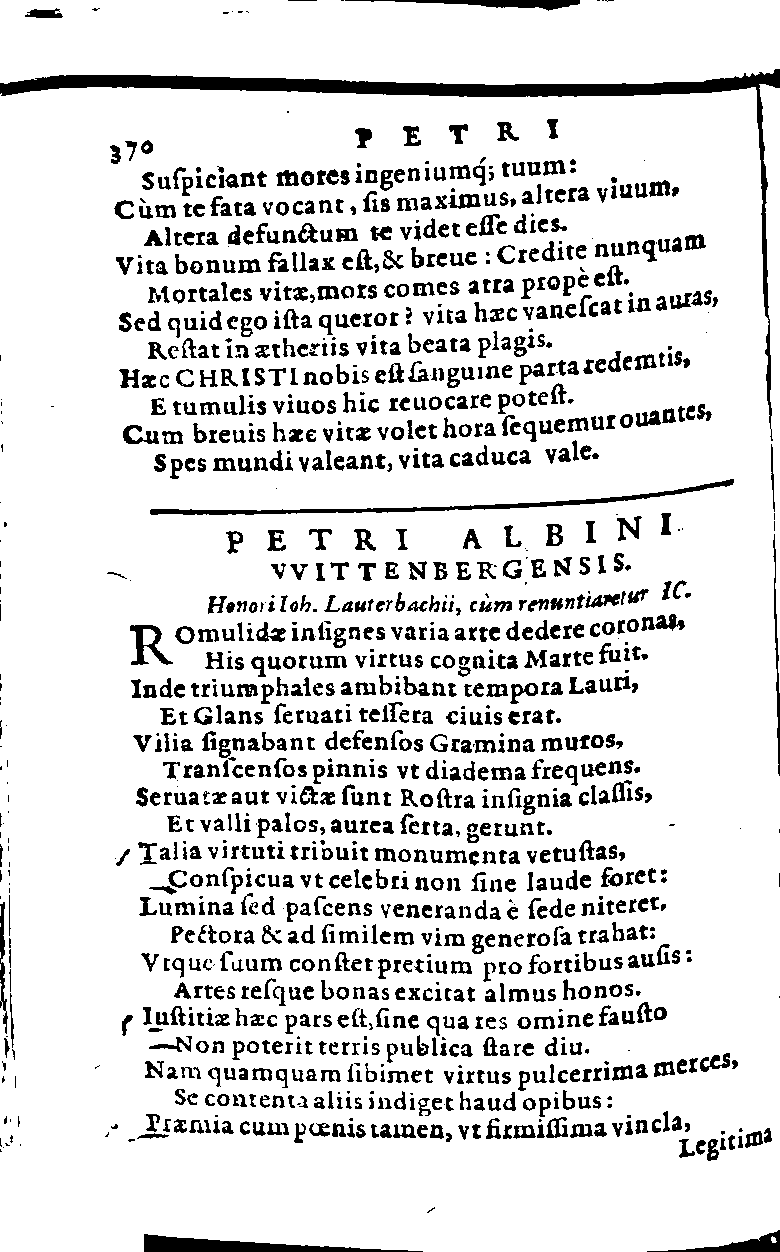 370 PETRI
Suſpiciant mores ingeniumq́; tuum:
Cùm te fata vocant, ſis maximus, altera viuum,
Altera defunctum te videt eſſe dies.
Vita bonum fallax eſt, & breue: Credite nunquam
Mortales vitæ, mors comes atra propè eſt.
Sed quid ego iſta queror? vita hæc vaneſcat in auras,
Reſtat in ætheriis vita beata plagis.
Hæc CHRISTI nobis eſt ſanguine parta redemtis,
E tumulis viuos hic reuocare poteſt.
Cum breuis hæc vitæ volet hora ſequemur ouantes,
Spes mundi valeant, vita caduca vale.
PETRI ALBINI
VVITTENBERGENSIS.
Honori Ioh. Lauterbachii, cùm renuntiaretur IC.
ROmulidæ inſignes varia arte dedere coronas,
His quorum virtus cognita Marte fuit.
Inde triumphales ambibant tempora Lauri,
Et Glans ſeruati teſſera ciuis erat.
Vilia ſignabant defenſos Gramina muros,
Tranſcenſos pinnis vt diadema frequens.
Seruatæ aut victæ ſunt Roſtra inſignia claſſis,
Et valli palos, aurea ſerta, gerunt.
Talia virtuti tribuit monumenta vetuſtas,
Conſpicua vt celebri non ſine laude foret:
Lumina ſed paſcens veneranda è ſede niteret,
Pectora & ad ſimilem vim generoſa trahat:
Vtque ſuum conſtet pretium pro fortibus auſis:
Artes reſque bonas excitat almus honos.
Iuſtitiæ hæc pars eſt, ſine qua res omine fauſto
Non poterit terris publica ſtare diu.
Nam quamquam ſibimet virtus pulcerrima merces,
Se contenta aliis indiget haud opibus:
Præmia cum pœnis tamen, vt firmiſſima vincla,
Legitima